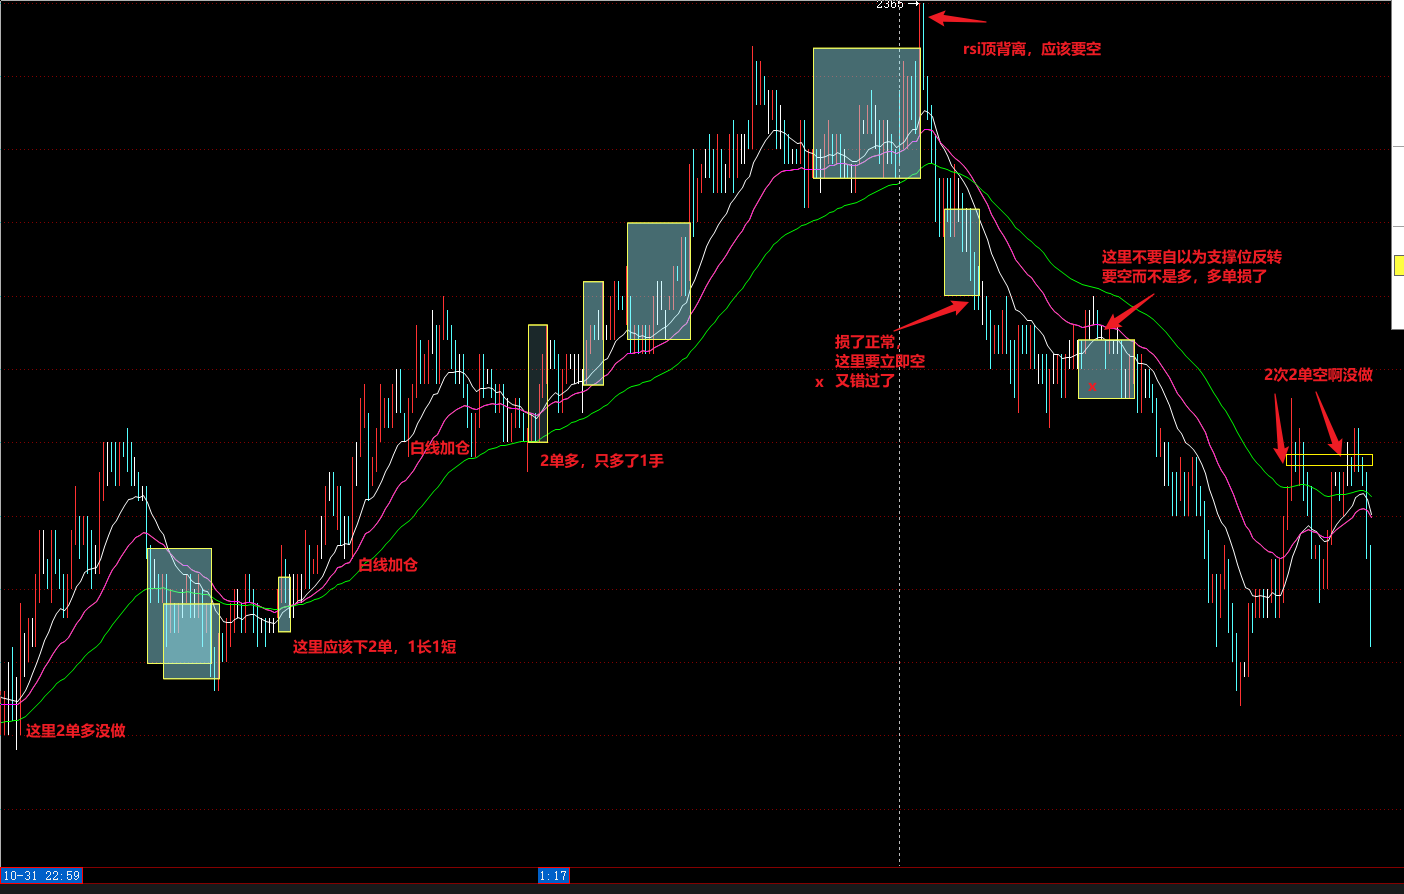 2365
rsi顶背离，应该要空
这里不要自以为支撑位反转
要空而不是多，多单损了
损了正常，
这里要立即空
x 又错过了
x
2次2单空啊没做
白线加仓
2单多，只多了1手
白线加仓
这里应该下2单，1长1短
这里2单多没做
10-31 22:59
1:17